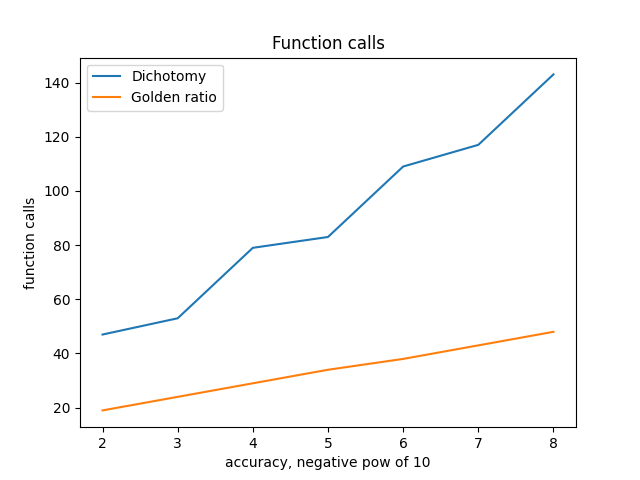 Function calls
Dichotomy
Golden ratio
140
120
100
80
60
40
20
function calls
2 3 4 5 6 7 8
accuracy, negative pow of 10